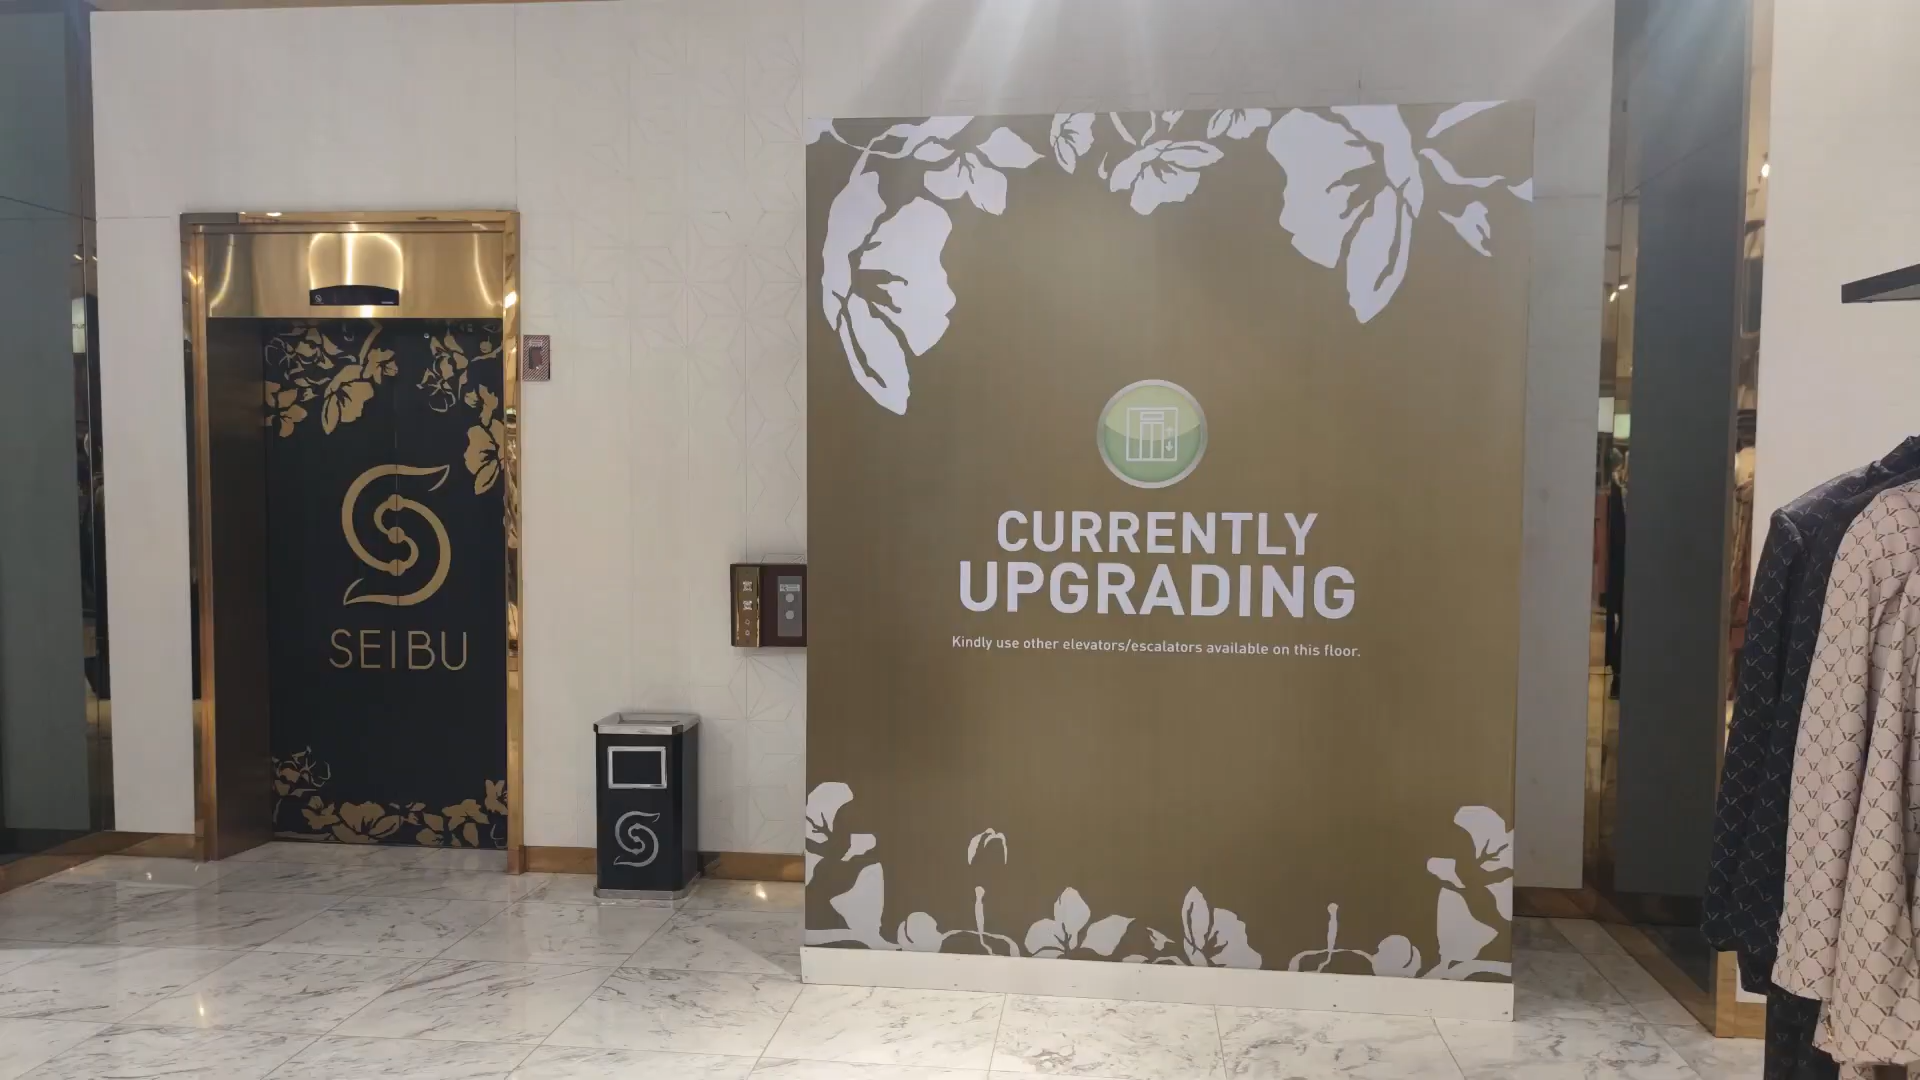 SEIBU
CURRENTLY
UPGRADING
Kindly use other elevators/escalators available on this floor.